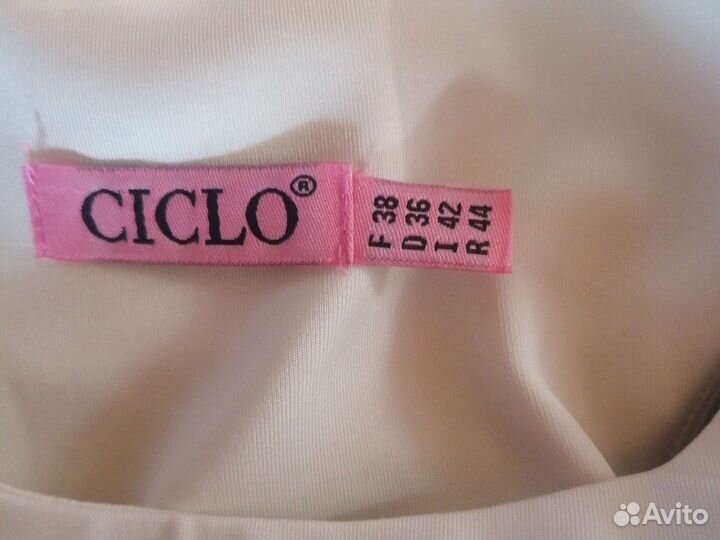 CICLO®
F 38
D 36
I 42
R 44
Avito